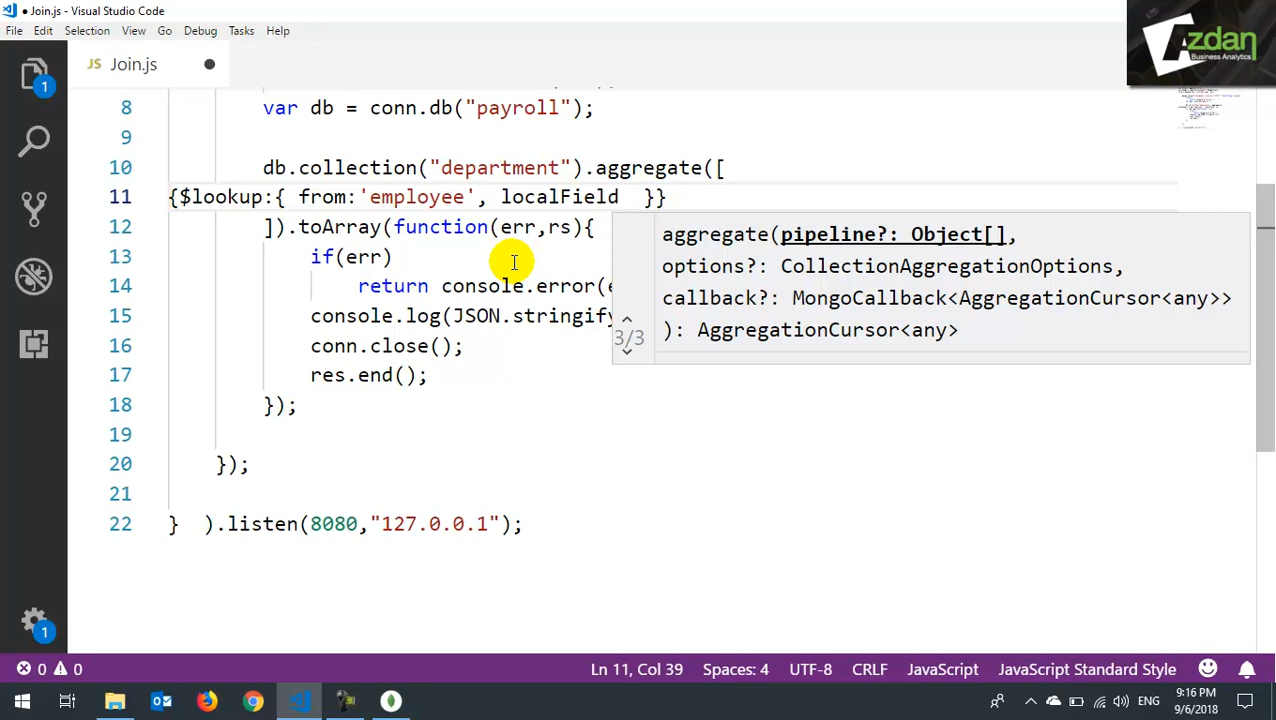 ● Join.js - Visual Studio Code
File Edit Selection View Go Debug Tasks Help
Azdan
Business Analytics
JS Join.js ●
8 var db = conn.db("payroll");
9
10 db.collection("department").aggregate([
11 {$lookup:{ from:'employee', localField }}
12 ]).toArray(function(err,rs){
13 if(err)
14 return console.error(
15 console.log(JSON.stringify
16 conn.close();
17 res.end();
18 });
19
20 });
21
22 } ).listen(8080,"127.0.0.1");
aggregate(pipeline?: Object[],
options?: CollectionAggregationOptions,
callback?: MongoCallback<AggregationCursor<any>>
3/3 ): AggregationCursor<any>
1
1
0 0 Ln 11, Col 39 Spaces: 4 UTF-8 CRLF JavaScript JavaScript Standard Style
ENG
9:16 PM
9/6/2018